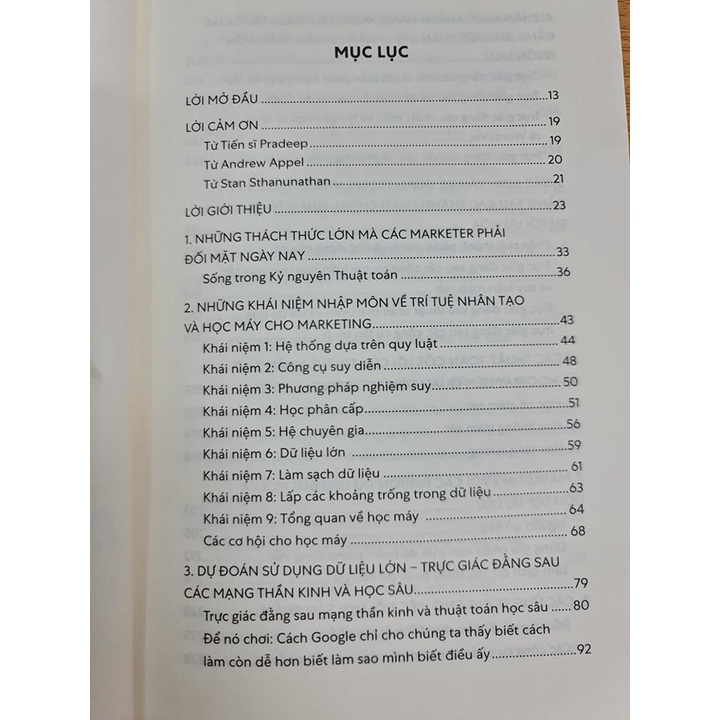 MỤC LỤC
LỜI MỞ ĐẦU ........ 13
LỜI CẢM ƠN ........ 19
Từ Tiến sĩ Pradeep ........ 19
Từ Andrew Appel ........ 20
Từ Stan Sthanunathan ........ 21
LỜI GIỚI THIỆU ........ 23
1. NHỮNG THÁCH THỨC LỚN MÀ CÁC MARKETER PHẢI
ĐỐI MẶT NGÀY NAY ........ 33
Sống trong Kỷ nguyên Thuật toán ........ 36
2. NHỮNG KHÁI NIỆM NHẬP MÔN VỀ TRÍ TUỆ NHÂN TẠO
VÀ HỌC MÁY CHO MARKETING ........ 43
Khái niệm 1: Hệ thống dựa trên quy luật ........ 44
Khái niệm 2: Công cụ suy diễn ........ 48
Khái niệm 3: Phương pháp nghiệm suy ........ 50
Khái niệm 4: Học phân cấp ........ 51
Khái niệm 5: Hệ chuyên gia ........ 56
Khái niệm 6: Dữ liệu lớn ........ 59
Khái niệm 7: Làm sạch dữ liệu ........ 61
Khái niệm 8: Lấp các khoảng trống trong dữ liệu ........ 63
Khái niệm 9: Tổng quan về học máy ........ 64
Các cơ hội cho học máy ........ 68
3. DỰ ĐOÁN SỬ DỤNG DỮ LIỆU LỚN – TRỰC GIÁC ĐẰNG SAU
CÁC MẠNG THẦN KINH VÀ HỌC SÂU ........ 79
Trực giác đằng sau mạng thần kinh và thuật toán học sâu ...... 80
Để nó chơi: Cách Google chỉ cho chúng ta thấy biết cách
làm còn dễ hơn biết làm sao mình biết điều ấy ........ 92